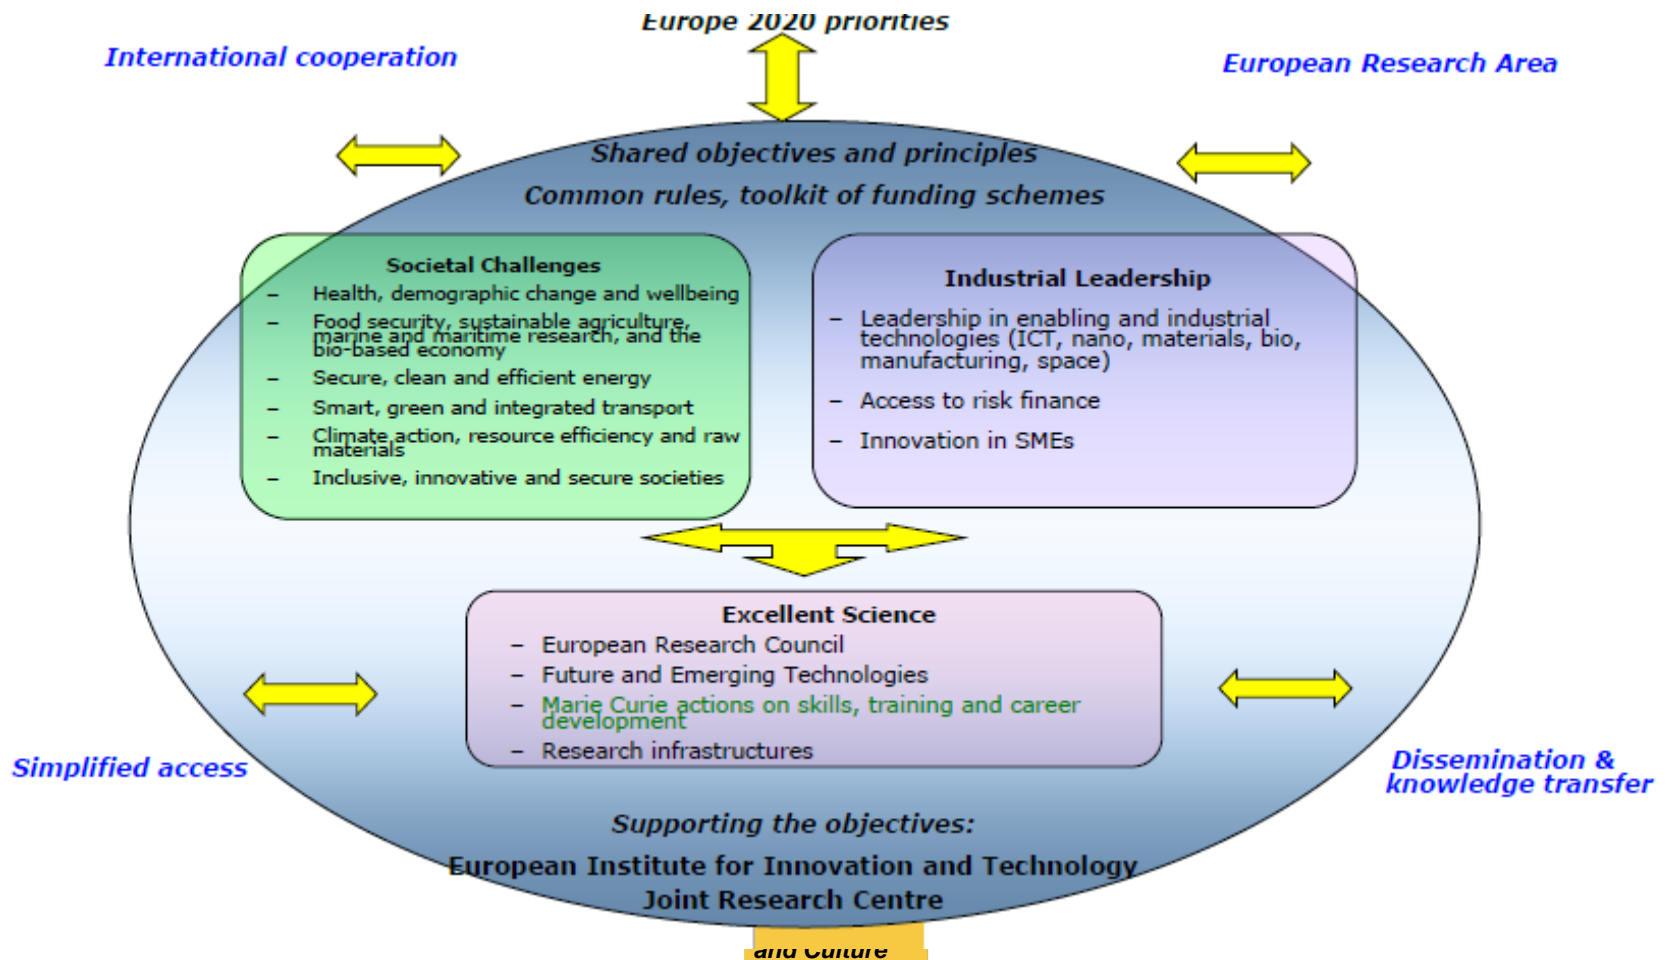 Europe 2020 priorities
International cooperation
European Research Area
Shared objectives and principles
Common rules, toolkit of funding schemes
Societal Challenges
– Health, demographic change and wellbeing
– Food security, sustainable agriculture,
marine and maritime research, and the
bio-based economy
– Secure, clean and efficient energy
– Smart, green and integrated transport
– Climate action, resource efficiency and raw
materials
– Inclusive, innovative and secure societies
Industrial Leadership
– Leadership in enabling and industrial
technologies (ICT, nano, materials, bio,
manufacturing, space)
– Access to risk finance
– Innovation in SMEs
Excellent Science
– European Research Council
– Future and Emerging Technologies
– Marie Curie actions on skills, training and career
development
– Research infrastructures
Simplified access
Dissemination &
knowledge transfer
Supporting the objectives:
European Institute for Innovation and Technology
Joint Research Centre
and Culture